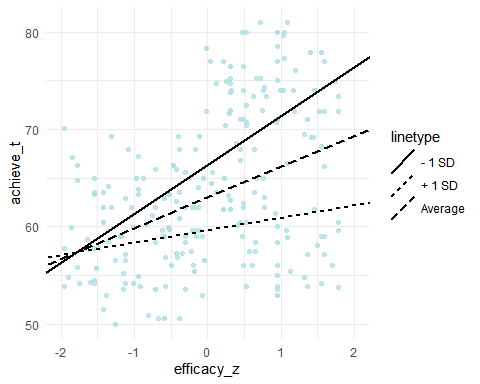 80
70
60
50
achieve_t
-2
-1
0
1
2
efficacy_z
linetype
- 1 SD
+ 1 SD
Average